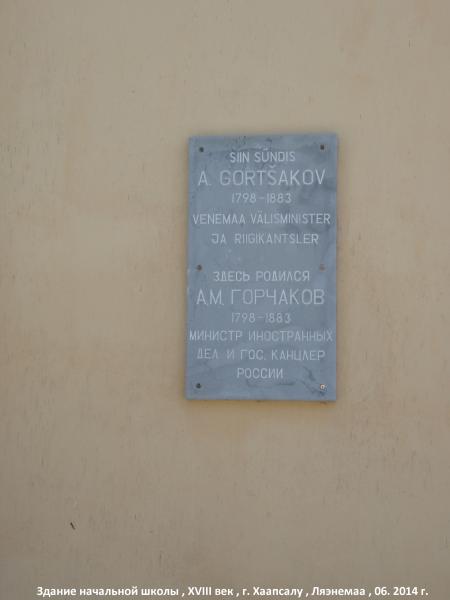 SIIN SÜNDIS
A. GORTŠAKOV
1798-1883
VENEMAA VÄLISMINISTER
JA RIIGIKANTSLER
ЗДЕСЬ РОДИЛСЯ
А.М. ГОРЧАКОВ
1798-1883
МИНИСТР ИНОСТРАННЫХ
ДЕЛ И ГОС. КАНЦЛЕР
РОССИИ
Здание начальной школы , XVIII век , г. Хаапсалу , Ляэнемаа , 06. 2014 г.